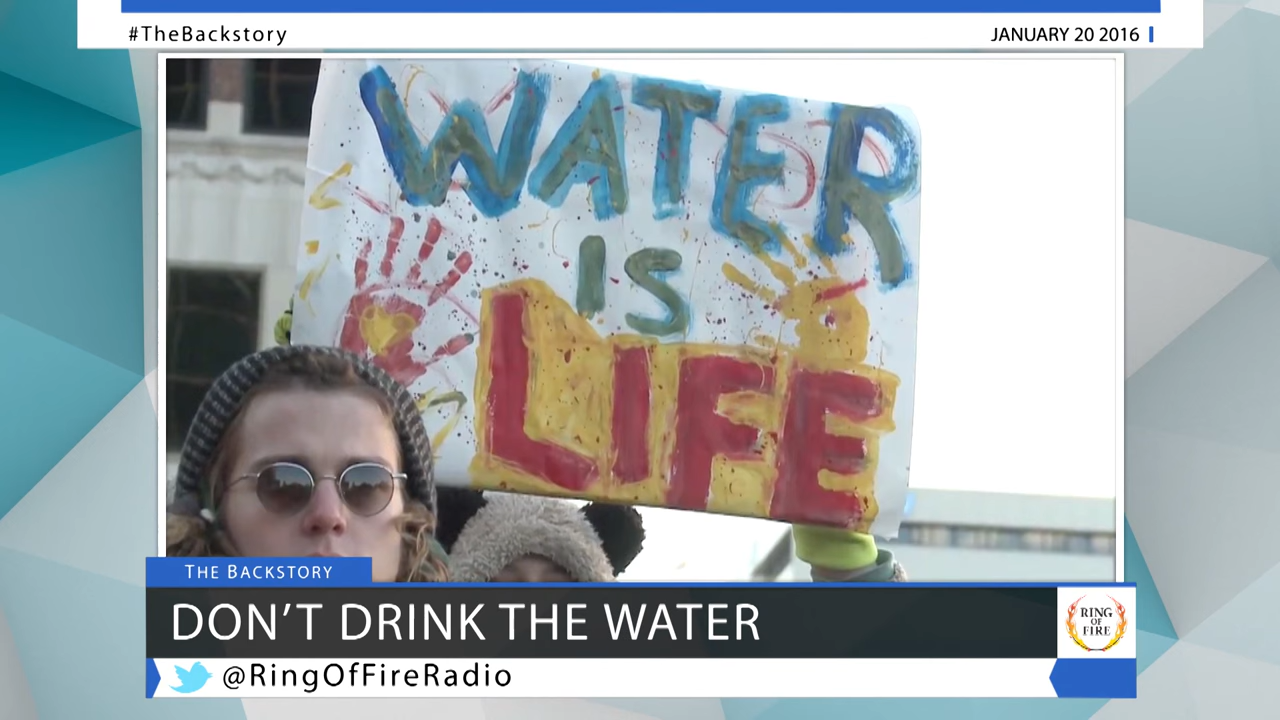 #TheBackstory
JANUARY 20 2016
WATER
IS
LIFE
THE BACKSTORY
DON'T DRINK THE WATER
RING
OF
FIRE
@RingOfFireRadio